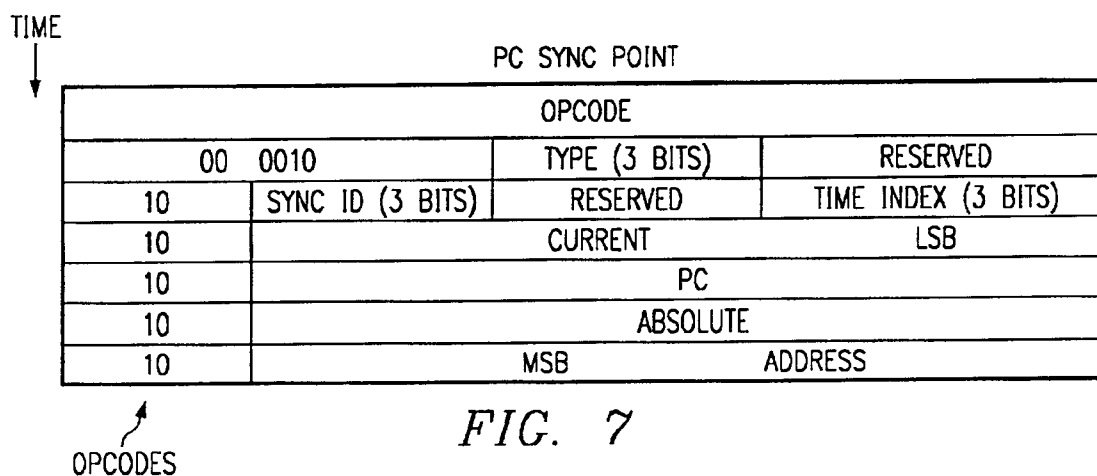 TIME
PC SYNC POINT
OPCODE
00 0010 TYPE (3 BITS) RESERVED
10 SYNC ID (3 BITS) RESERVED TIME INDEX (3 BITS)
10 CURRENT LSB
10 PC
10 ABSOLUTE
10 MSB ADDRESS
OPCODES
FIG. 7